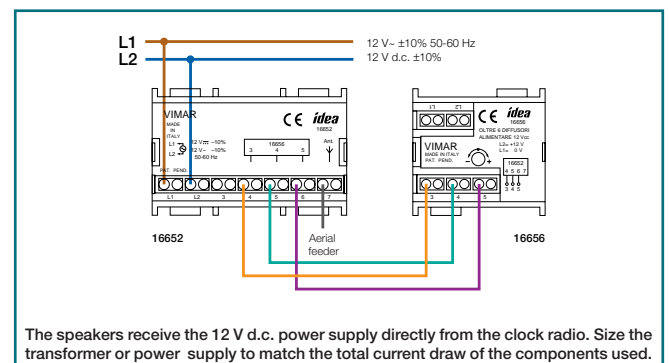 L1
12 V~ ±10% 50-60 Hz
L2
12 V d.c. ±10%
VIMAR
MADE
IN
ITALY
L1
L2
12 V –10%
12 V~ –10%
50-60 Hz
PAT. PEND.
CE idea
16652
16656
3 4 5
Ant.
L1 L2 3 4 5 6 7
16652
Aerial
feeder
L1 L2
CE idea
16656
OLTRE 6 DIFFUSORI
ALIMENTARE 12 Vcc
L2= +12 V
L1= 0 V
VIMAR
MADE IN ITALY
PAT. PEND.
- +
16652
4 5 6 7
3 4 5
3 4 5
16656
The speakers receive the 12 V d.c. power supply directly from the clock radio. Size the
transformer or power supply to match the total current draw of the components used.